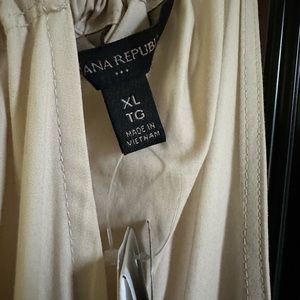 ANA REPUBL
XL
TG
MADE IN
VIETNAM